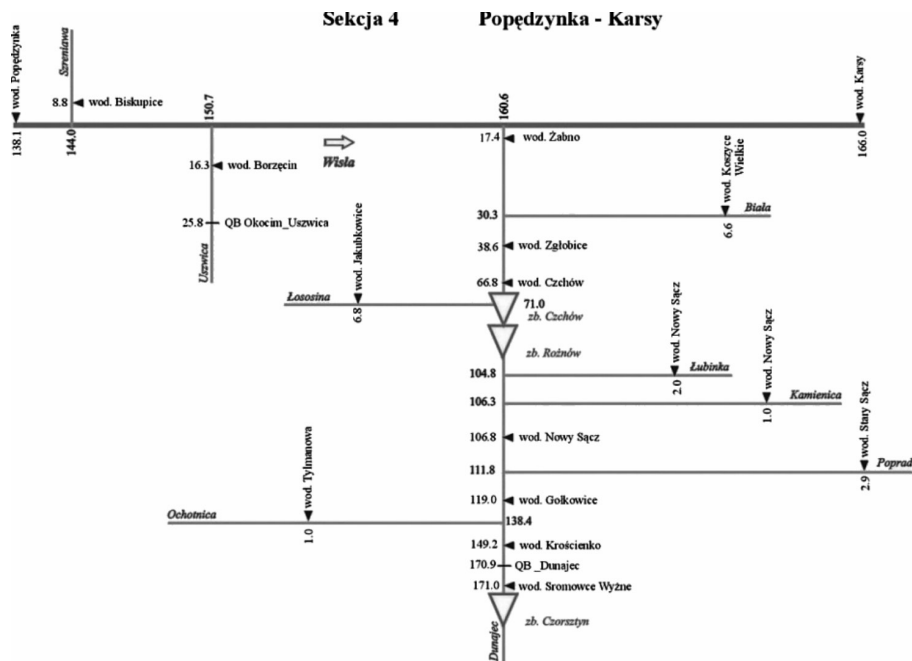 Sekcja 4 Popędzynka - Karsy
wod. Popędzynka
138.1
Szreniawa
8.8 wod. Biskupice
144.0
150.7
160.6
wod. Karsy
166.0
Wisła
16.3 wod. Borzęcin
25.8 QB Okocim_Uszwica
Uszwica
17.4 wod. Żabno
wod. Koszyce
Wielkie
30.3
6.6
Biała
38.6 wod. Zgłobice
wod. Jakubkowice
66.8 wod. Czchów
Łososina
6.8
71.0
zb. Czchów
zb. Rożnów
wod. Nowy Sącz
104.8
2.0
Łubinka
wod. Nowy Sącz
106.3
1.0
Kamienica
106.8 wod. Nowy Sącz
wod. Stary Sącz
111.8
2.9
Poprad
119.0 wod. Gołkowice
wod. Tylmanowa
Ochotnica
1.0
138.4
149.2 wod. Krościenko
170.9 QB _Dunajec
171.0 wod. Sromowce Wyżne
zb. Czorsztyn
Dunajec